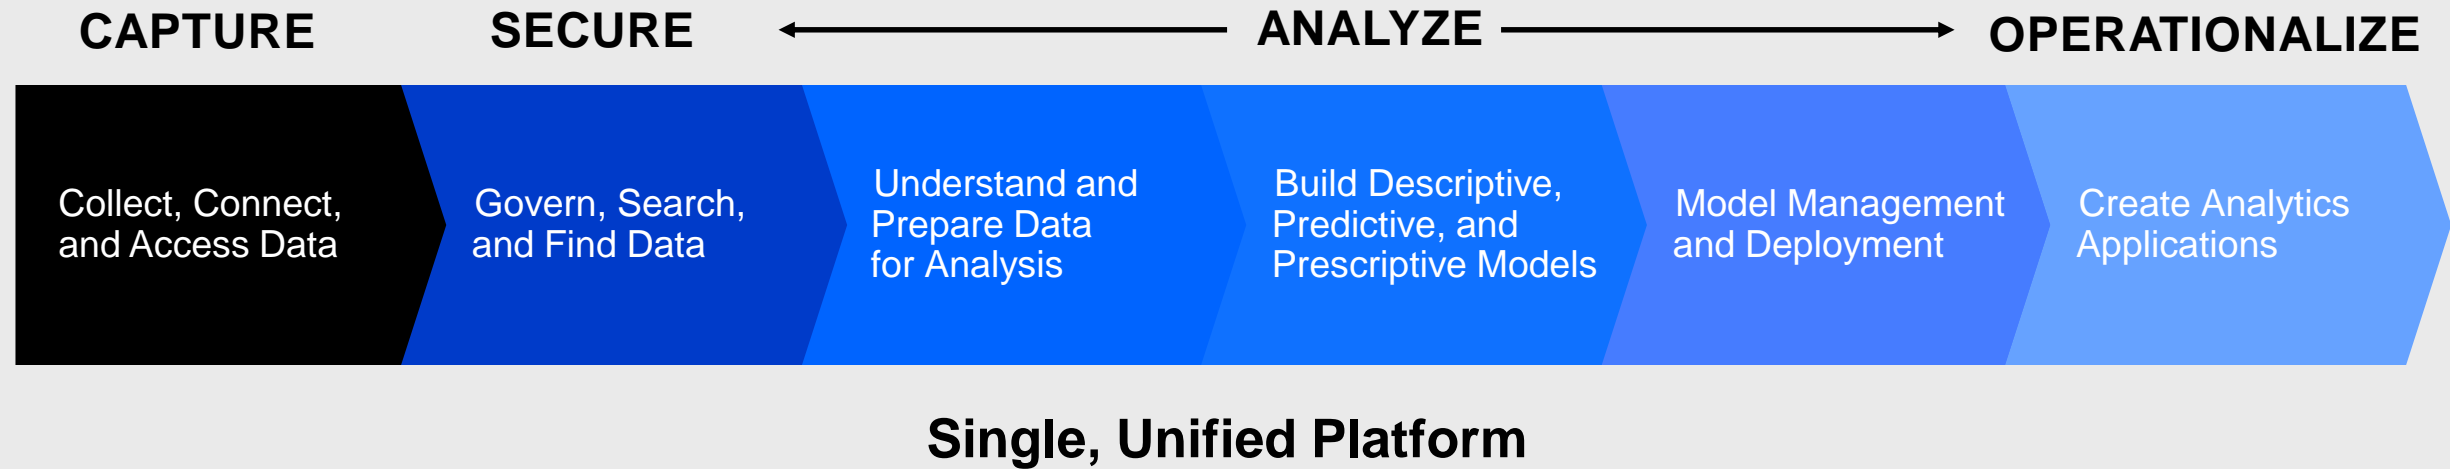 CAPTURE
SECURE
ANALYZE
OPERATIONALIZE
Collect, Connect,
and Access Data
Govern, Search,
and Find Data
Understand and
Prepare Data
for Analysis
Build Descriptive,
Predictive, and
Prescriptive Models
Model Management
and Deployment
Create Analytics
Applications
Single, Unified Platform